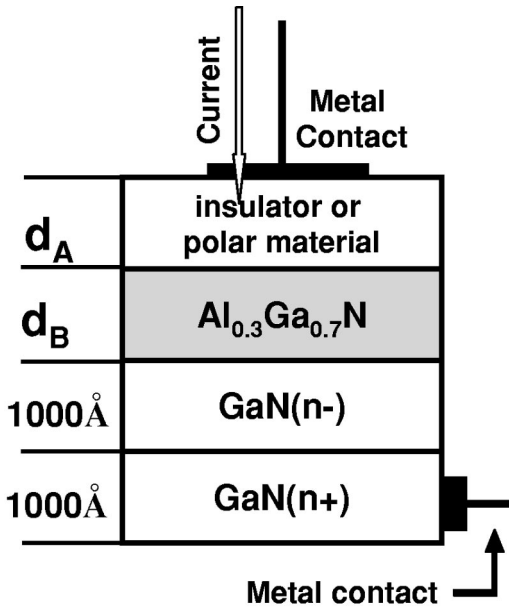 Current
Metal
Contact
d_A
insulator or
polar material
d_B
Al₀.₃Ga₀.₇N
1000Å
GaN(n-)
1000Å
GaN(n+)
Metal contact